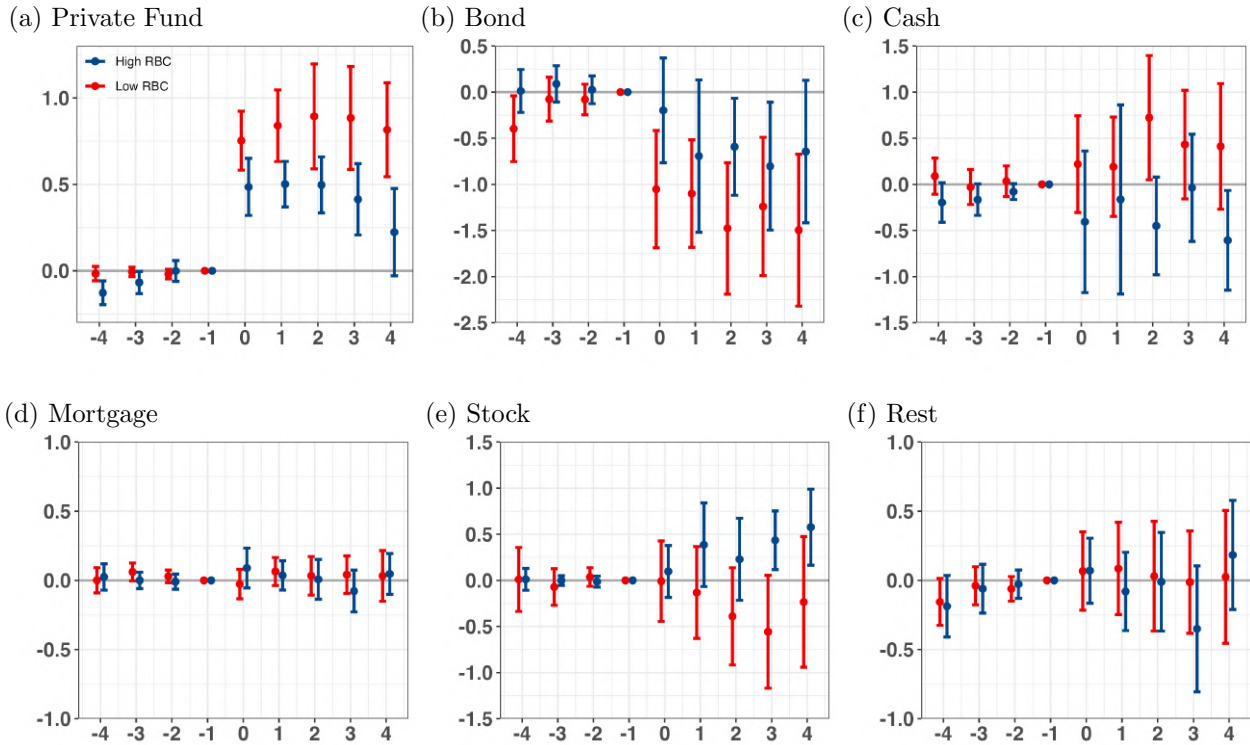 (a) Private Fund
High RBC
Low RBC
1.0
0.5
0.0
-4 -3 -2 -1 0 1 2 3 4
(b) Bond
0.5
0.0
-0.5
-1.0
-1.5
-2.0
-2.5
-4 -3 -2 -1 0 1 2 3 4
(c) Cash
1.5
1.0
0.5
0.0
-0.5
-1.0
-1.5
-4 -3 -2 -1 0 1 2 3 4
(d) Mortgage
1.0
0.5
0.0
-0.5
-1.0
-4 -3 -2 -1 0 1 2 3 4
(e) Stock
1.5
1.0
0.5
0.0
-0.5
-1.0
-1.5
-4 -3 -2 -1 0 1 2 3 4
(f) Rest
1.0
0.5
0.0
-0.5
-1.0
-4 -3 -2 -1 0 1 2 3 4